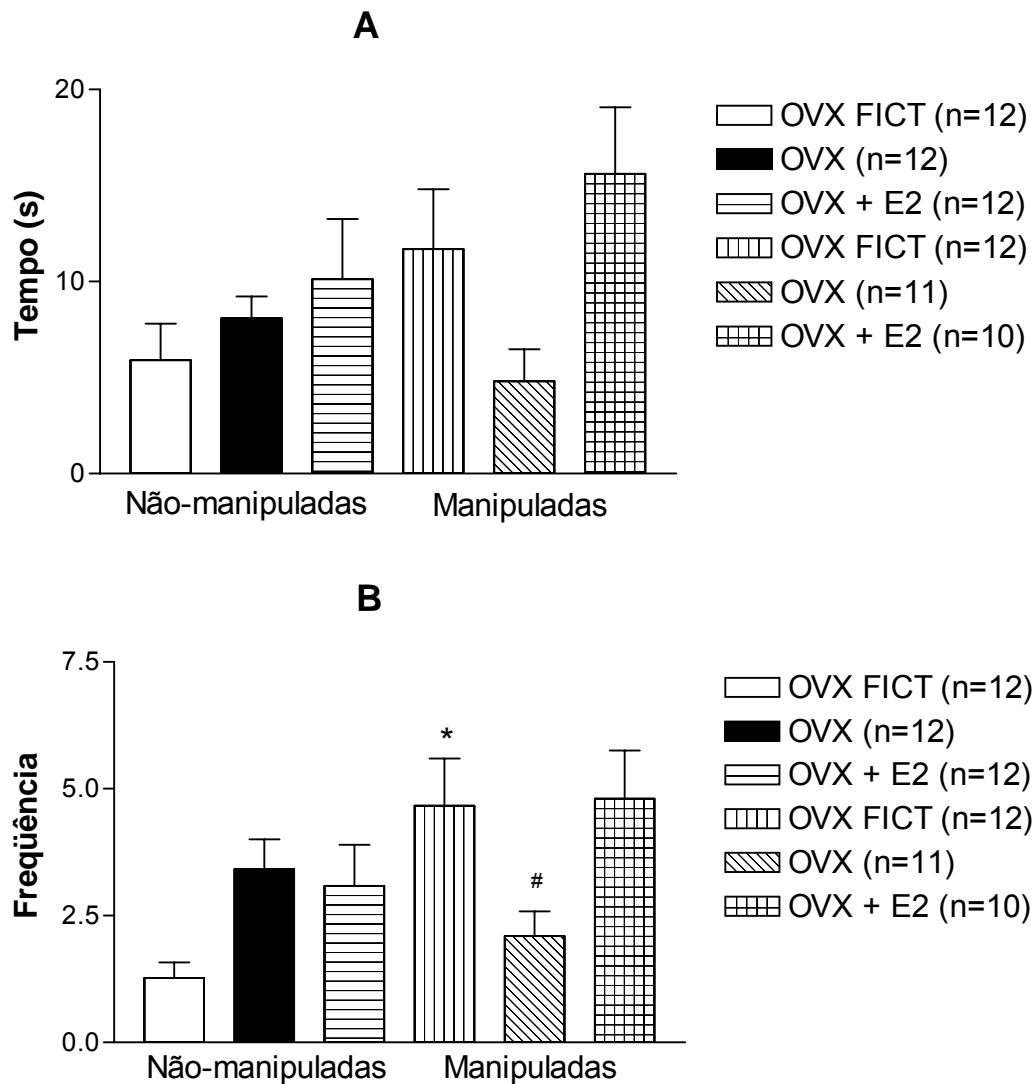 A
Tempo (s)
20
10
0
Não-manipuladas
Manipuladas
OVX FICT (n=12)
OVX (n=12)
OVX + E2 (n=12)
OVX FICT (n=12)
OVX (n=11)
OVX + E2 (n=10)
B
Freqüência
7.5
5.0
2.5
0.0
*
#
Não-manipuladas
Manipuladas
OVX FICT (n=12)
OVX (n=12)
OVX + E2 (n=12)
OVX FICT (n=12)
OVX (n=11)
OVX + E2 (n=10)